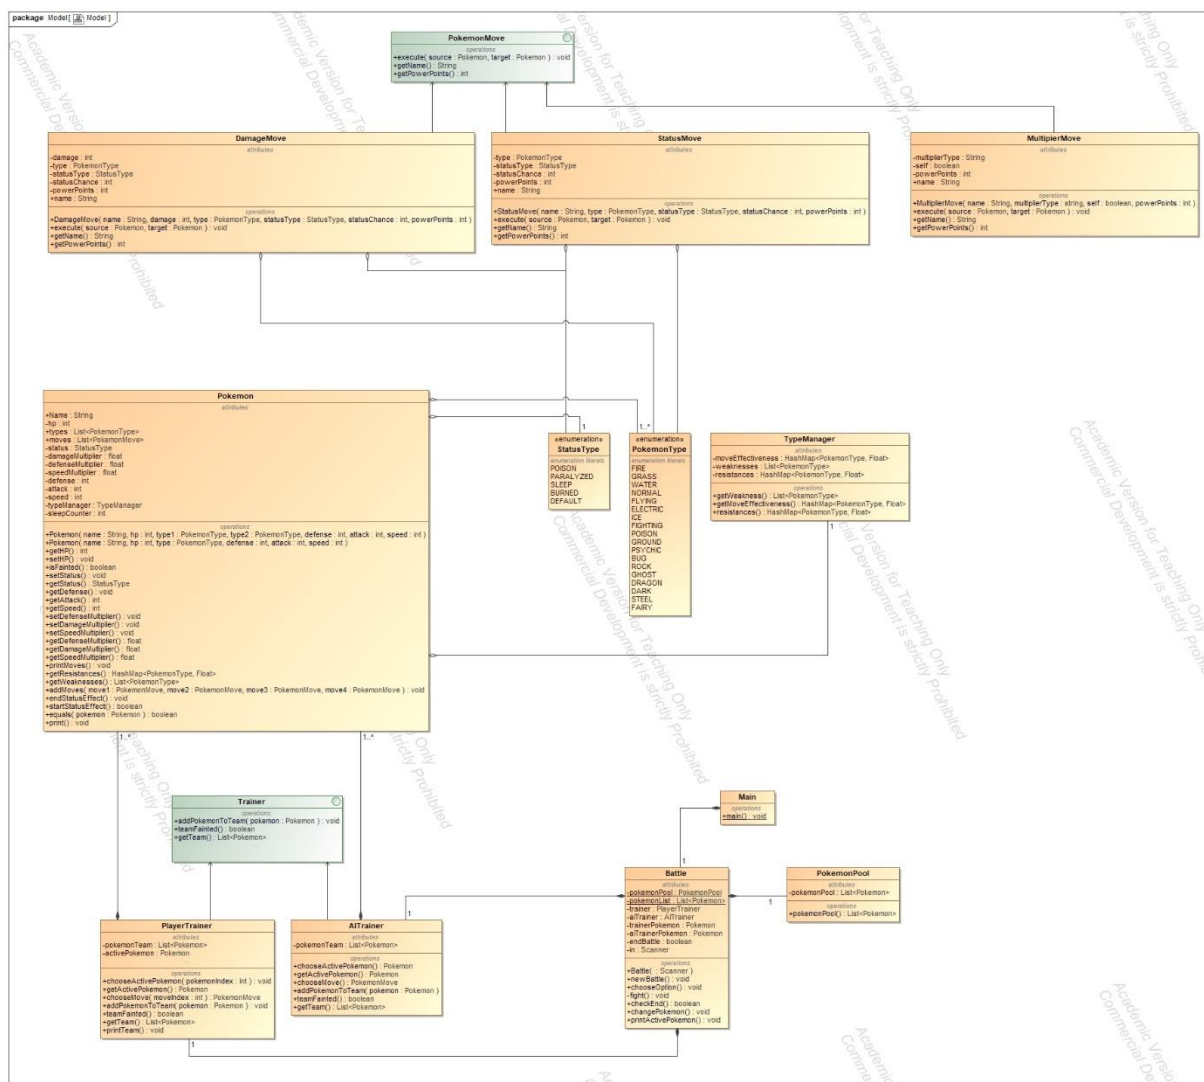 package Model [ Model ]
PokemonMove
operations
+execute( source : Pokemon, target : Pokemon ) : void
+getName() : String
+getPowerPoints() : int
DamageMove
attributes
-damage : int
-type : PokemonType
-statusType : StatusType
-statusChance : int
-powerPoints : int
+name : String
operations
+DamageMove( name : String, damage : int, type : PokemonType, statusType : StatusType, statusChance : int, powerPoints : int )
+execute( source : Pokemon, target : Pokemon ) : void
+getName() : String
+getPowerPoints() : int
StatusMove
attributes
-type : PokemonType
-statusType : StatusType
-statusChance : int
-powerPoints : int
+name : String
operations
+StatusMove( name : String, type : PokemonType, statusType : StatusType, statusChance : int, powerPoints : int )
+execute( source : Pokemon, target : Pokemon ) : void
+getName() : String
+getPowerPoints() : int
MultipierMove
attributes
-multiplierType : String
-self : boolean
-powerPoints : int
+name : String
operations
+MultiplierMove( name : String, multiplierType : string, self : boolean, powerPoints : int )
+execute( source : Pokemon, target : Pokemon ) : void
+getName() : String
+getPowerPoints() : int
Pokemon
attributes
+Name : String
-hp : int
+types : List<PokemonType>
+moves : List<PokemonMove>
-status : StatusType
-damageMultiplier : float
-defenseMultiplier : float
-speedMultiplier : float
-defense : int
-attack : int
-speed : int
-typeManager : TypeManager
-sleepCounter : int
operations
+Pokemon( name : String, hp : int, type1 : PokemonType, type2 : PokemonType, defense : int, attack : int, speed : int )
+Pokemon( name : String, hp : int, type : PokemonType, defense : int, attack : int, speed : int )
+getHP() : int
+setHP() : void
+isFainted() : boolean
+setStatus() : void
+getStatus() : StatusType
+getDefense() : void
+getAttack() : int
+getSpeed() : int
+setDefenseMultiplier() : void
+setDamageMultiplier() : void
+setSpeedMultiplier() : void
+getDefenseMultiplier() : float
+getDamageMultiplier() : float
+getSpeedMultiplier() : float
+printMoves() : void
+getResistances() : HashMap<PokemonType, Float>
+getWeaknesses() : List<PokemonType>
+addMoves( move1 : PokemonMove, move2 : PokemonMove, move3 : PokemonMove, move4 : PokemonMove ) : void
+endStatusEffect() : void
+startStatusEffect() : boolean
+equals( pokemon : Pokemon ) : boolean
+print() : void
1
1..*
«enumeration»
StatusType
enumeration literals
POISON
PARALYZED
SLEEP
BURNED
DEFAULT
«enumeration»
PokemonType
enumeration literals
FIRE
GRASS
WATER
NORMAL
FLYING
ELECTRIC
ICE
FIGHTING
POISON
GROUND
PSYCHIC
BUG
ROCK
GHOST
DRAGON
DARK
STEEL
FAIRY
TypeManager
attributes
-moveEffectiveness : HashMap<PokemonType, Float>
-weaknesses : List<PokemonType>
-resistances : HashMap<PokemonType, Float>
operations
+getWeakness() : List<PokemonType>
+getMoveEffectiveness() : HashMap<PokemonType, Float>
+resistances() : HashMap<PokemonType, Float>
1
1..*
1..*
Trainer
operations
+addPokemonToTeam( pokemon : Pokemon ) : void
+teamFainted() : boolean
+getTeam() : List<Pokemon>
Main
operations
+main() : void
1
PlayerTrainer
attributes
-pokemonTeam : List<Pokemon>
-activePokemon : Pokemon
operations
+chooseActivePokemon( pokemonIndex : int ) : void
+getActivePokemon() : Pokemon
+chooseMove( moveIndex : int ) : PokemonMove
+addPokemonToTeam( pokemon : Pokemon ) : void
+teamFainted() : boolean
+getTeam() : List<Pokemon>
+printTeam() : void
1
AITrainer
attributes
-pokemonTeam : List<Pokemon>
operations
+chooseActivePokemon() : Pokemon
+getActivePokemon() : Pokemon
+chooseMove() : PokemonMove
+addPokemonToTeam( pokemon : Pokemon )
+teamFainted() : boolean
+getTeam() : List<Pokemon>
1
Battle
attributes
-pokemonPool : PokemonPool
-pokemonList : List<Pokemon>
-trainer : PlayerTrainer
-aiTrainer : AITrainer
-trainerPokemon : Pokemon
-aiTrainerPokemon : Pokemon
-endBattle : boolean
-in : Scanner
operations
+Battle( : Scanner )
+newBattle() : void
+chooseOption() : void
-fight() : void
+checkEnd() : boolean
+changePokemon() : void
+printActivePokemon() : void
1
PokemonPool
attributes
-pokemonPool : List<Pokemon>
operations
+pokemonPool() : List<Pokemon>
Academic Version for Teaching Only
Commercial Development is strictly Prohibited